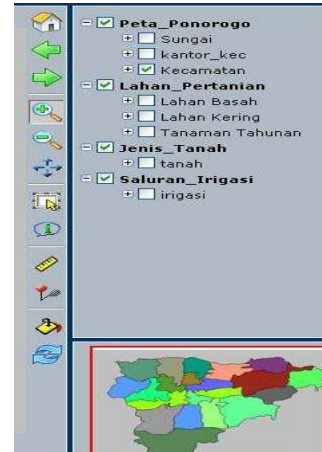 Peta_Ponorogo
Sungai
kantor_kec
Kecamatan
Lahan_Pertanian
Lahan Basah
Lahan Kering
Tanaman Tahunan
Jenis_Tanah
tanah
Saluran_Irigasi
irigasi